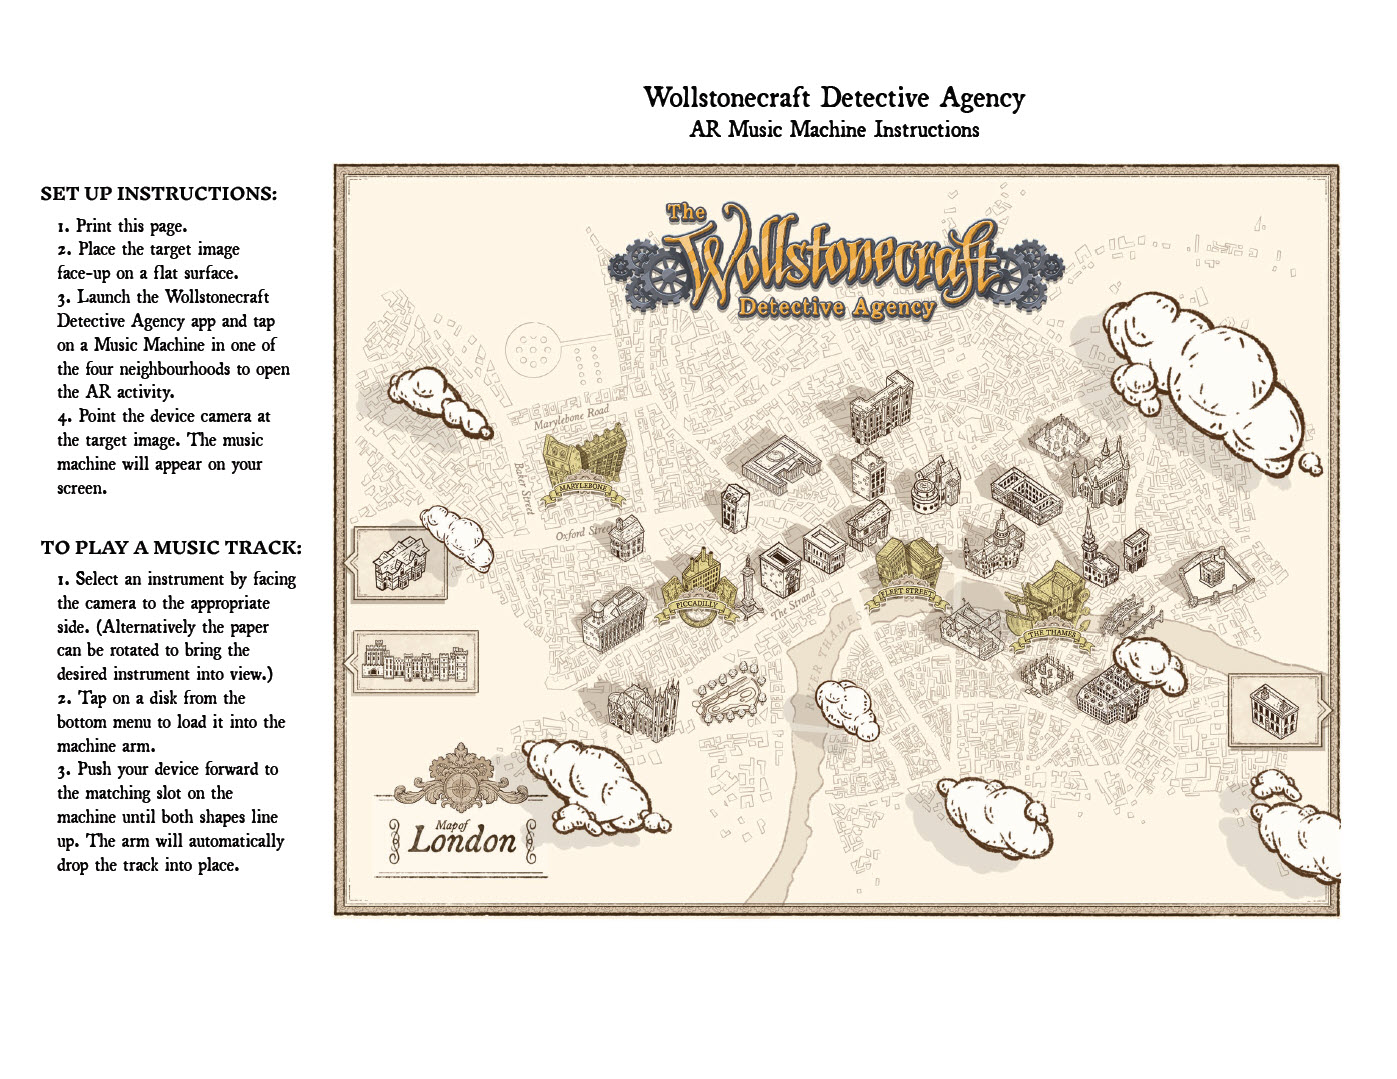 Wollstonecraft Detective Agency
AR Music Machine Instructions
SET UP INSTRUCTIONS:
1. Print this page.
2. Place the target image
face-up on a flat surface.
3. Launch the Wollstonecraft
Detective Agency app and tap
on a Music Machine in one of
the four neighbourhoods to open
the AR activity.
4. Point the device camera at
the target image. The music
machine will appear on your
screen.
TO PLAY A MUSIC TRACK:
1. Select an instrument by facing
the camera to the appropriate
side. (Alternatively the paper
can be rotated to bring the
desired instrument into view.)
2. Tap on a disk from the
bottom menu to load it into the
machine arm.
3. Push your device forward to
the matching slot on the
machine until both shapes line
up. The arm will automatically
drop the track into place.
The
Wollstonecraft
Detective Agency
Marylebone Road
MARYLEBONE
Baker Street
Oxford Street
PICCADILLY
The Strand
FLEET STREET
THE THAMES
RIVER THAMES
Map of
London